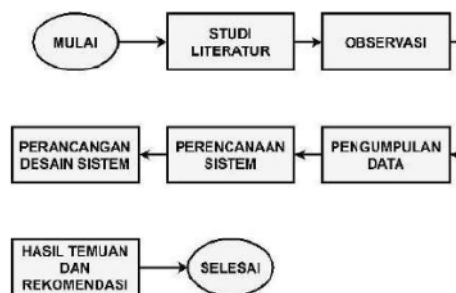 MULAI
STUDI
LITERATUR
OBSERVASI
PENGUMPULAN
DATA
PERENCANAAN
SISTEM
PERANCANGAN
DESAIN SISTEM
HASIL TEMUAN
DAN
REKOMENDASI
SELESAI